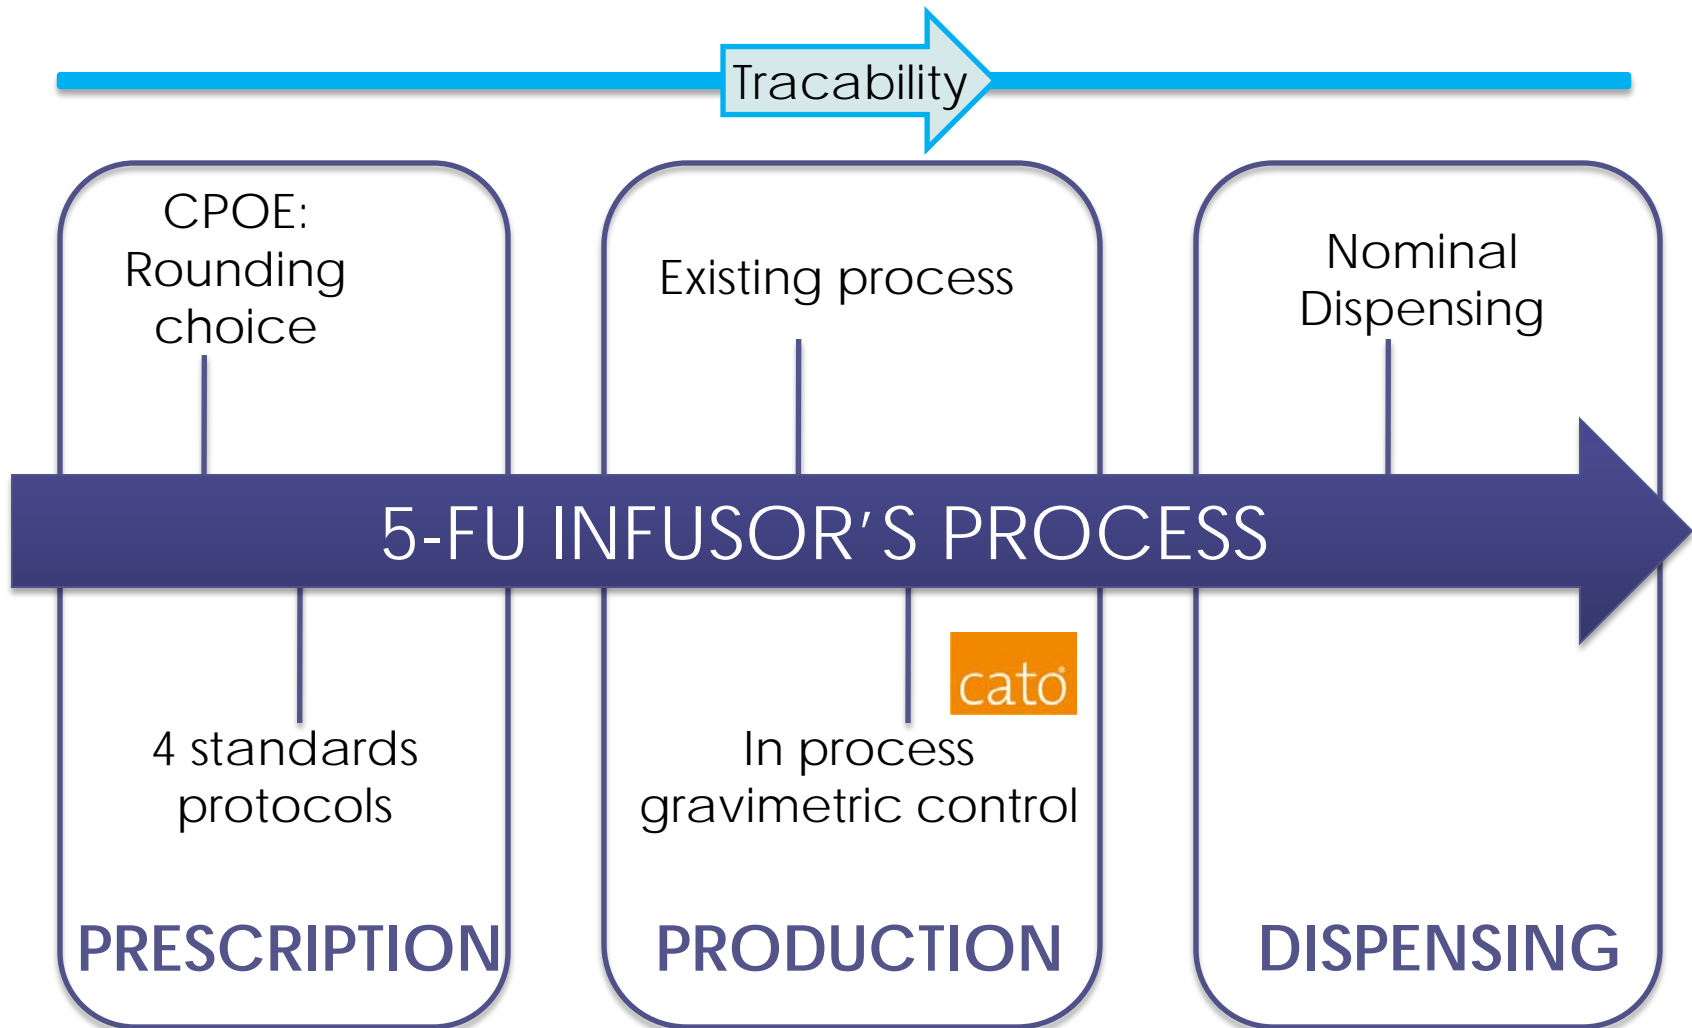 Tracability
CPOE:
Rounding
choice
Existing process
Nominal
Dispensing
5-FU INFUSOR’S PROCESS
4 standards
protocols
cato®
In process
gravimetric control
PRESCRIPTION
PRODUCTION
DISPENSING